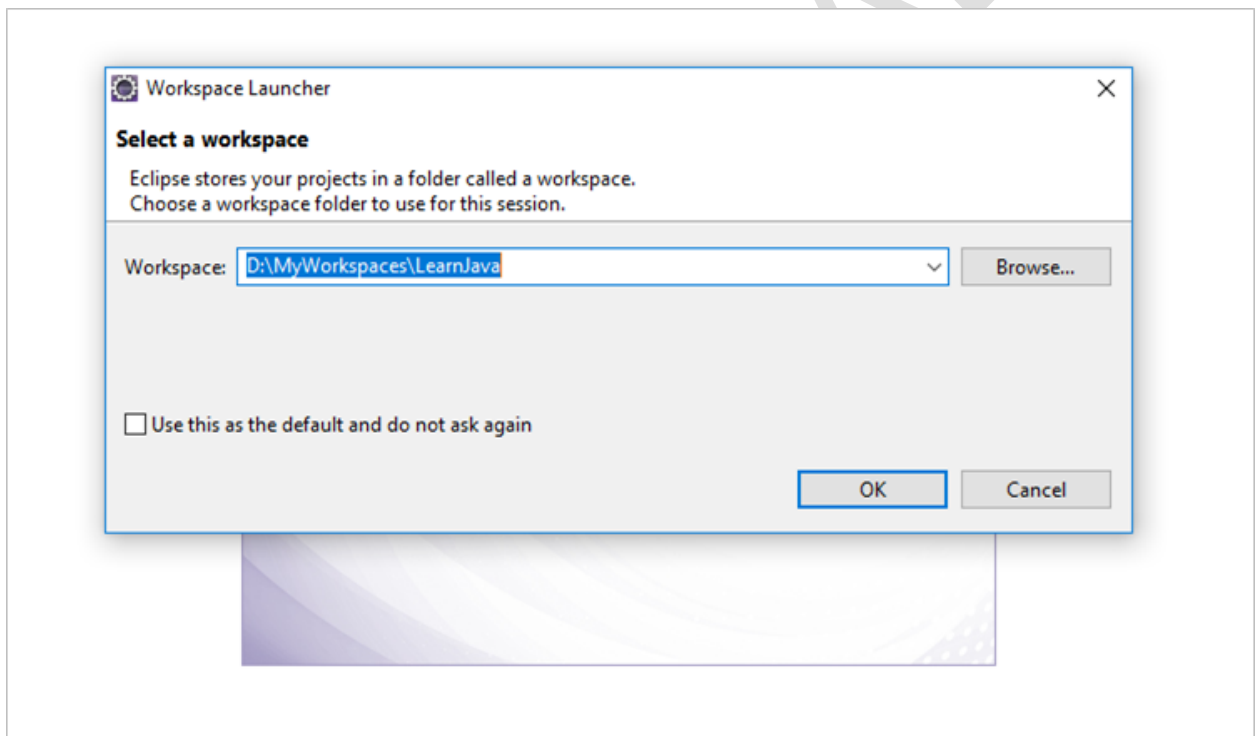 Workspace Launcher
Select a workspace
Eclipse stores your projects in a folder called a workspace.
Choose a workspace folder to use for this session.
Workspace: D:\MyWorkspaces\LearnJava Browse...
Use this as the default and do not ask again
OK Cancel